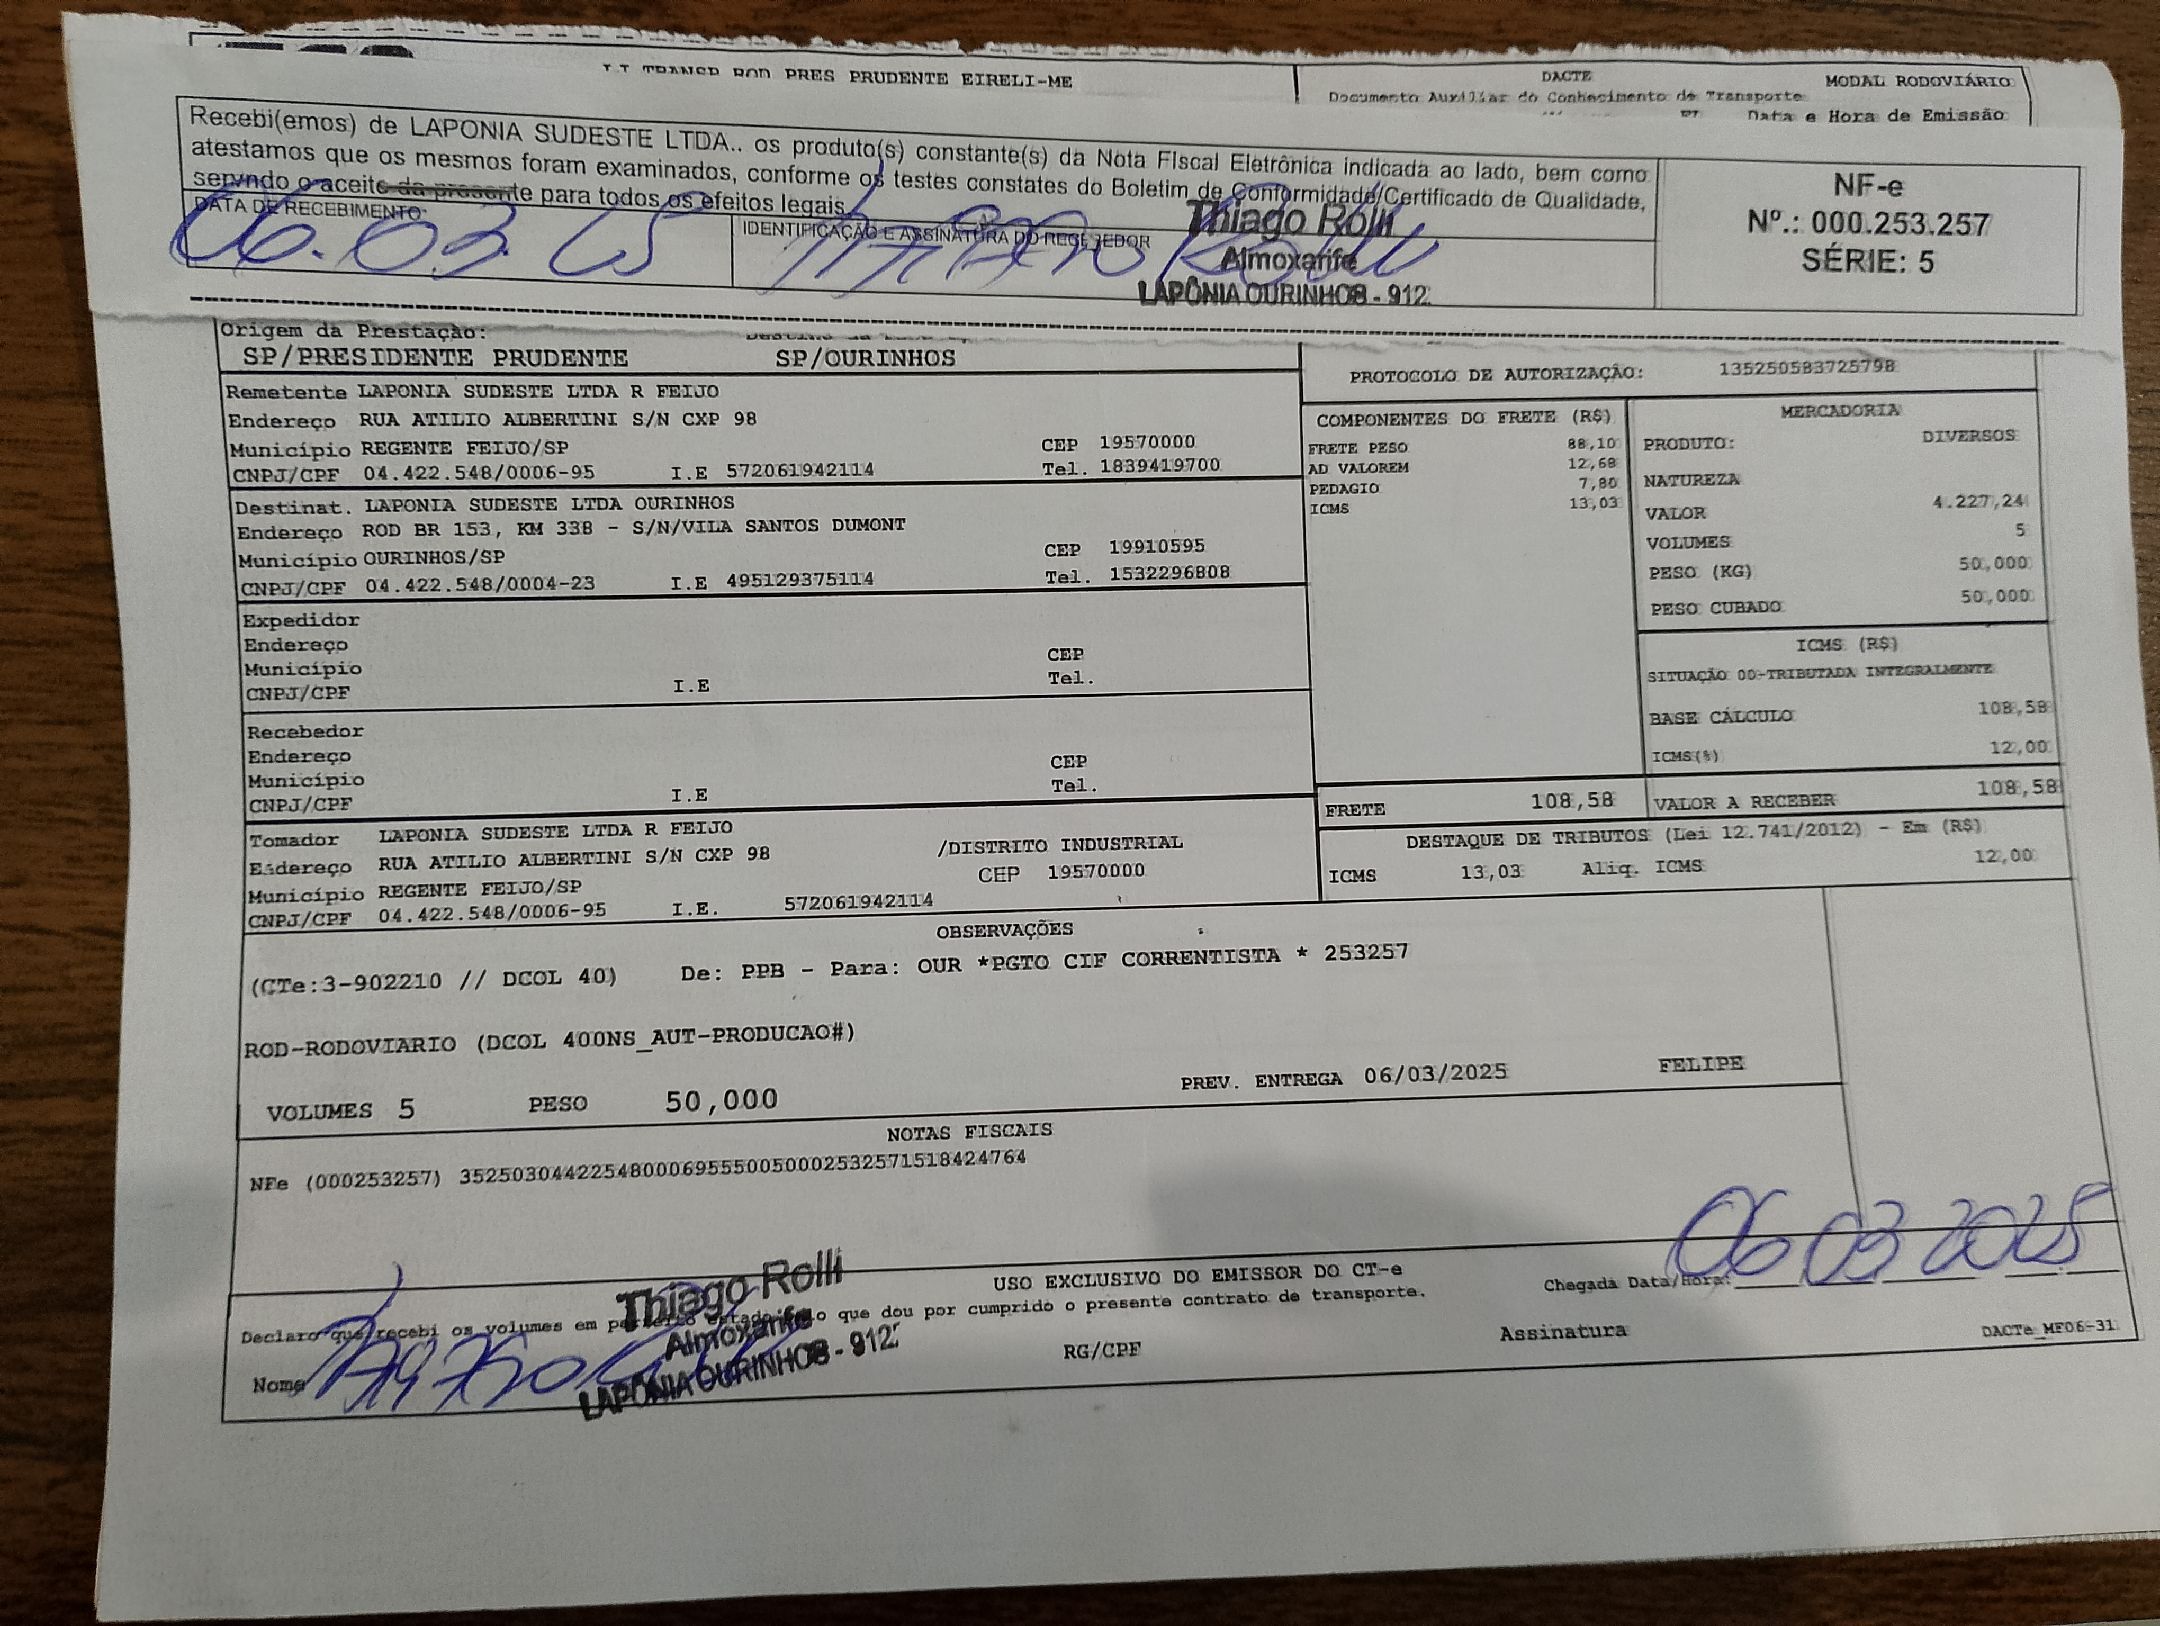 PRES PRUDENTE EIRELI-ME
DACTE
MODAL RODOVIÁRIO
Documento Auxiliar do Conhecimento de Transporte
Data e Hora de Emissão
Recebi(emos) de LAPONIA SUDESTE LTDA.. os produto(s) constante(s) da Nota FIscal Eletrônica indicada ao lado, bem como
atestamos que os mesmos foram examinados, conforme os testes constates do Boletim de Conformidade/Certificado de Qualidade,
servndo o aceite da presente para todos os efeitos legais
DATA DE RECEBIMENTO
06.03.25
IDENTIFICAÇÃO E ASSINATURA DO RECEBEDOR
Thiago Rolli
Almoxarife
LAPÔNIA OURINHOS - 912
NF-e
Nº.: 000.253.257
SÉRIE: 5
Origem da Prestação:
SP/PRESIDENTE PRUDENTE SP/OURINHOS
Remetente LAPONIA SUDESTE LTDA R FEIJO
Endereço RUA ATILIO ALBERTINI S/N CXP 98
Município REGENTE FEIJO/SP CEP 19570000
CNPJ/CPF 04.422.548/0006-95 I.E 572061942114 Tel. 1839419700
Destinat. LAPONIA SUDESTE LTDA OURINHOS
Endereço ROD BR 153, KM 338 - S/N/VILA SANTOS DUMONT
Município OURINHOS/SP CEP 19910595
CNPJ/CPF 04.422.548/0004-23 I.E 495129375114 Tel. 1532296808
Expedidor
Endereço
Município CEP
CNPJ/CPF I.E Tel.
Recebedor
Endereço
Município CEP
CNPJ/CPF I.E Tel.
Tomador LAPONIA SUDESTE LTDA R FEIJO
Endereço RUA ATILIO ALBERTINI S/N CXP 98 /DISTRITO INDUSTRIAL
Município REGENTE FEIJO/SP CEP 19570000
CNPJ/CPF 04.422.548/0006-95 I.E. 572061942114
PROTOCOLO DE AUTORIZAÇÃO: 135250583725798
COMPONENTES DO FRETE (R$)
FRETE PESO 88,10
AD VALOREM 12,68
PEDAGIO 7,80
ICMS 13,03
MERCADORIA
PRODUTO: DIVERSOS
NATUREZA
VALOR 4.227,24
VOLUMES 5
PESO (KG) 50,000
PESO CUBADO 50,000
ICMS (R$)
SITUAÇÃO 00-TRIBUTADA INTEGRALMENTE
BASE CÁLCULO 108,58
ICMS(%) 12,00
FRETE 108,58 VALOR A RECEBER 108,58
DESTAQUE DE TRIBUTOS (Lei 12.741/2012) - Em (R$)
ICMS 13,03 Aliq. ICMS 12,00
OBSERVAÇÕES
(CTe:3-902210 // DCOL 40) De: PPB - Para: OUR *PGTO CIF CORRENTISTA * 253257
ROD-RODOVIARIO (DCOL 400NS_AUT-PRODUCAO#)
VOLUMES 5 PESO 50,000 PREV. ENTREGA 06/03/2025 FELIPE
NOTAS FISCAIS
NFe (000253257) 35250304422548000695550050002532571518424764
USO EXCLUSIVO DO EMISSOR DO CT-e
Chegada Data/Hora: 06 03 2025
Declaro que recebi os volumes em perfeito estado pelo que dou por cumprido o presente contrato de transporte.
Thiago Rolli
Almoxarife
LAPÔNIA OURINHOS - 912
Nome RG/CPF Assinatura
DACTe_MF06-31